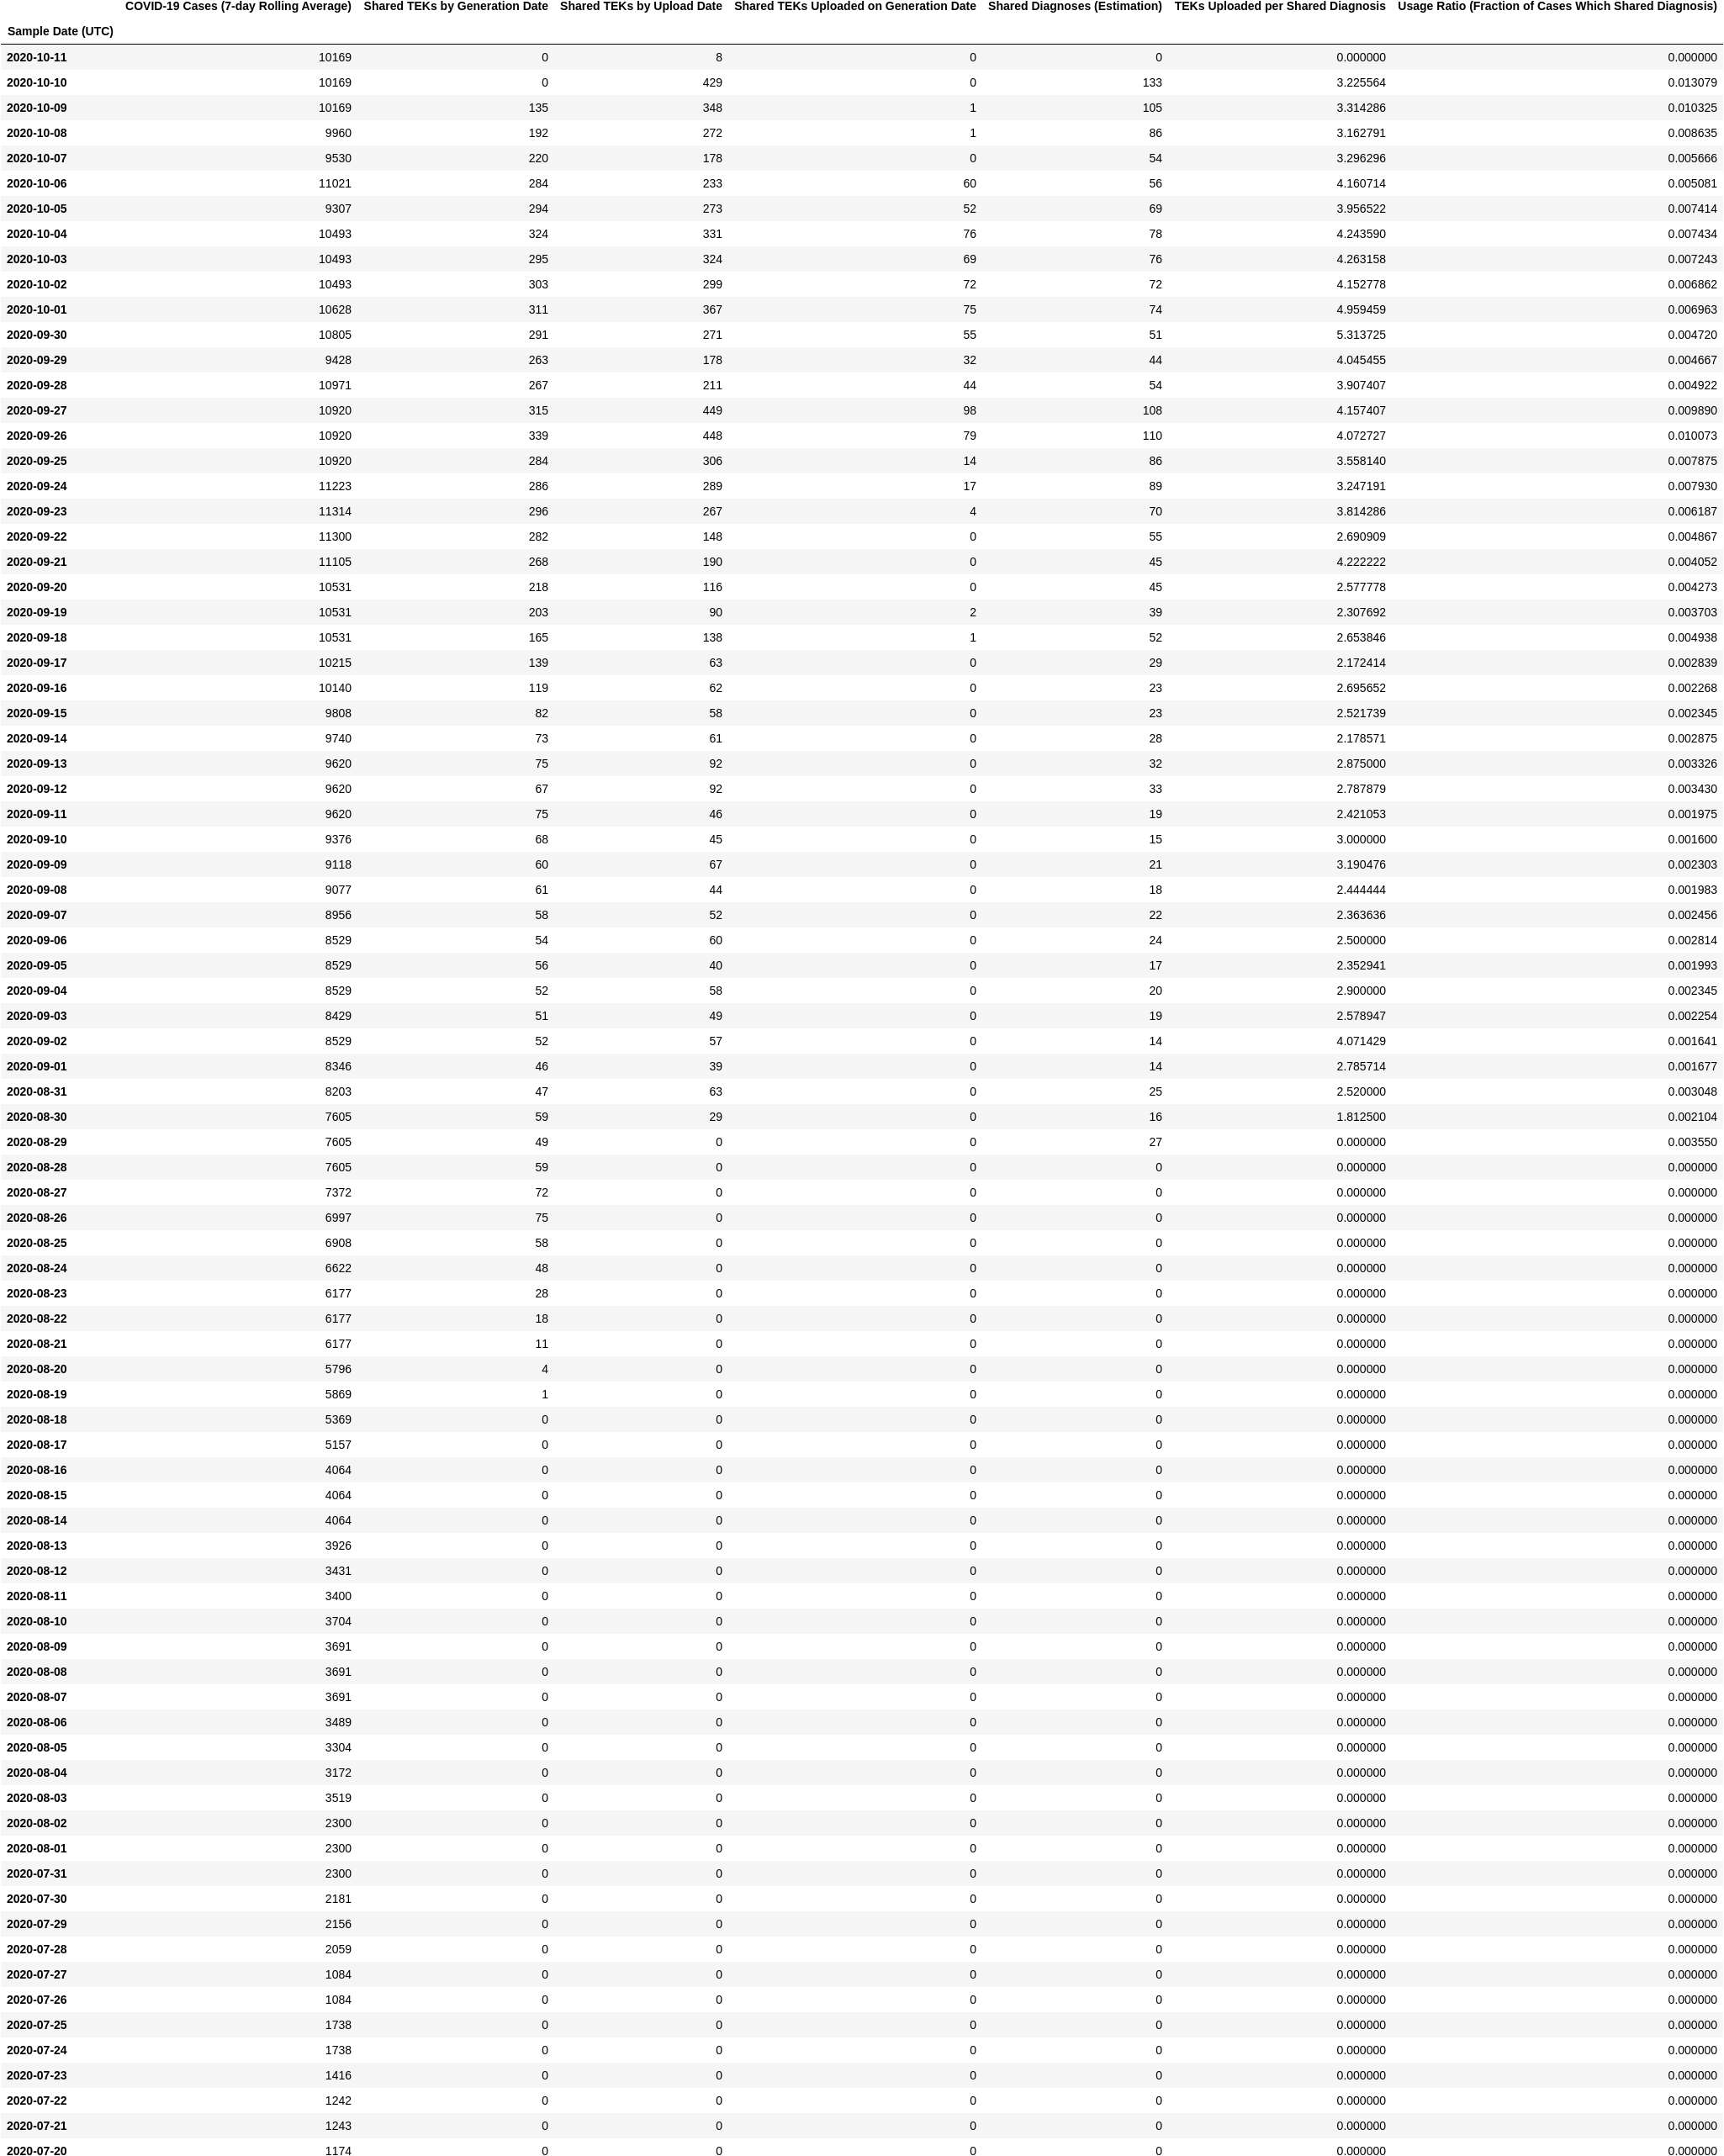 COVID-19 Cases (7-day Rolling Average) Shared TEKs by Generation Date Shared TEKs by Upload Date Shared TEKs Uploaded on Generation Date Shared Diagnoses (Estimation) TEKs Uploaded per Shared Diagnosis Usage Ratio (Fraction of Cases Which Shared Diagnosis)
Sample Date (UTC)
2020-10-11 10169 0 8 0 0 0.000000 0.000000
2020-10-10 10169 0 429 0 133 3.225564 0.013079
2020-10-09 10169 135 348 1 105 3.314286 0.010325
2020-10-08 9960 192 272 1 86 3.162791 0.008635
2020-10-07 9530 220 178 0 54 3.296296 0.005666
2020-10-06 11021 284 233 60 56 4.160714 0.005081
2020-10-05 9307 294 273 52 69 3.956522 0.007414
2020-10-04 10493 324 331 76 78 4.243590 0.007434
2020-10-03 10493 295 324 69 76 4.263158 0.007243
2020-10-02 10493 303 299 72 72 4.152778 0.006862
2020-10-01 10628 311 367 75 74 4.959459 0.006963
2020-09-30 10805 291 271 55 51 5.313725 0.004720
2020-09-29 9428 263 178 32 44 4.045455 0.004667
2020-09-28 10971 267 211 44 54 3.907407 0.004922
2020-09-27 10920 315 449 98 108 4.157407 0.009890
2020-09-26 10920 339 448 79 110 4.072727 0.010073
2020-09-25 10920 284 306 14 86 3.558140 0.007875
2020-09-24 11223 286 289 17 89 3.247191 0.007930
2020-09-23 11314 296 267 4 70 3.814286 0.006187
2020-09-22 11300 282 148 0 55 2.690909 0.004867
2020-09-21 11105 268 190 0 45 4.222222 0.004052
2020-09-20 10531 218 116 0 45 2.577778 0.004273
2020-09-19 10531 203 90 2 39 2.307692 0.003703
2020-09-18 10531 165 138 1 52 2.653846 0.004938
2020-09-17 10215 139 63 0 29 2.172414 0.002839
2020-09-16 10140 119 62 0 23 2.695652 0.002268
2020-09-15 9808 82 58 0 23 2.521739 0.002345
2020-09-14 9740 73 61 0 28 2.178571 0.002875
2020-09-13 9620 75 92 0 32 2.875000 0.003326
2020-09-12 9620 67 92 0 33 2.787879 0.003430
2020-09-11 9620 75 46 0 19 2.421053 0.001975
2020-09-10 9376 68 45 0 15 3.000000 0.001600
2020-09-09 9118 60 67 0 21 3.190476 0.002303
2020-09-08 9077 61 44 0 18 2.444444 0.001983
2020-09-07 8956 58 52 0 22 2.363636 0.002456
2020-09-06 8529 54 60 0 24 2.500000 0.002814
2020-09-05 8529 56 40 0 17 2.352941 0.001993
2020-09-04 8529 52 58 0 20 2.900000 0.002345
2020-09-03 8429 51 49 0 19 2.578947 0.002254
2020-09-02 8529 52 57 0 14 4.071429 0.001641
2020-09-01 8346 46 39 0 14 2.785714 0.001677
2020-08-31 8203 47 63 0 25 2.520000 0.003048
2020-08-30 7605 59 29 0 16 1.812500 0.002104
2020-08-29 7605 49 0 0 27 0.000000 0.003550
2020-08-28 7605 59 0 0 0 0.000000 0.000000
2020-08-27 7372 72 0 0 0 0.000000 0.000000
2020-08-26 6997 75 0 0 0 0.000000 0.000000
2020-08-25 6908 58 0 0 0 0.000000 0.000000
2020-08-24 6622 48 0 0 0 0.000000 0.000000
2020-08-23 6177 28 0 0 0 0.000000 0.000000
2020-08-22 6177 18 0 0 0 0.000000 0.000000
2020-08-21 6177 11 0 0 0 0.000000 0.000000
2020-08-20 5796 4 0 0 0 0.000000 0.000000
2020-08-19 5869 1 0 0 0 0.000000 0.000000
2020-08-18 5369 0 0 0 0 0.000000 0.000000
2020-08-17 5157 0 0 0 0 0.000000 0.000000
2020-08-16 4064 0 0 0 0 0.000000 0.000000
2020-08-15 4064 0 0 0 0 0.000000 0.000000
2020-08-14 4064 0 0 0 0 0.000000 0.000000
2020-08-13 3926 0 0 0 0 0.000000 0.000000
2020-08-12 3431 0 0 0 0 0.000000 0.000000
2020-08-11 3400 0 0 0 0 0.000000 0.000000
2020-08-10 3704 0 0 0 0 0.000000 0.000000
2020-08-09 3691 0 0 0 0 0.000000 0.000000
2020-08-08 3691 0 0 0 0 0.000000 0.000000
2020-08-07 3691 0 0 0 0 0.000000 0.000000
2020-08-06 3489 0 0 0 0 0.000000 0.000000
2020-08-05 3304 0 0 0 0 0.000000 0.000000
2020-08-04 3172 0 0 0 0 0.000000 0.000000
2020-08-03 3519 0 0 0 0 0.000000 0.000000
2020-08-02 2300 0 0 0 0 0.000000 0.000000
2020-08-01 2300 0 0 0 0 0.000000 0.000000
2020-07-31 2300 0 0 0 0 0.000000 0.000000
2020-07-30 2181 0 0 0 0 0.000000 0.000000
2020-07-29 2156 0 0 0 0 0.000000 0.000000
2020-07-28 2059 0 0 0 0 0.000000 0.000000
2020-07-27 1084 0 0 0 0 0.000000 0.000000
2020-07-26 1084 0 0 0 0 0.000000 0.000000
2020-07-25 1738 0 0 0 0 0.000000 0.000000
2020-07-24 1738 0 0 0 0 0.000000 0.000000
2020-07-23 1416 0 0 0 0 0.000000 0.000000
2020-07-22 1242 0 0 0 0 0.000000 0.000000
2020-07-21 1243 0 0 0 0 0.000000 0.000000
2020-07-20 1174 0 0 0 0 0.000000 0.000000